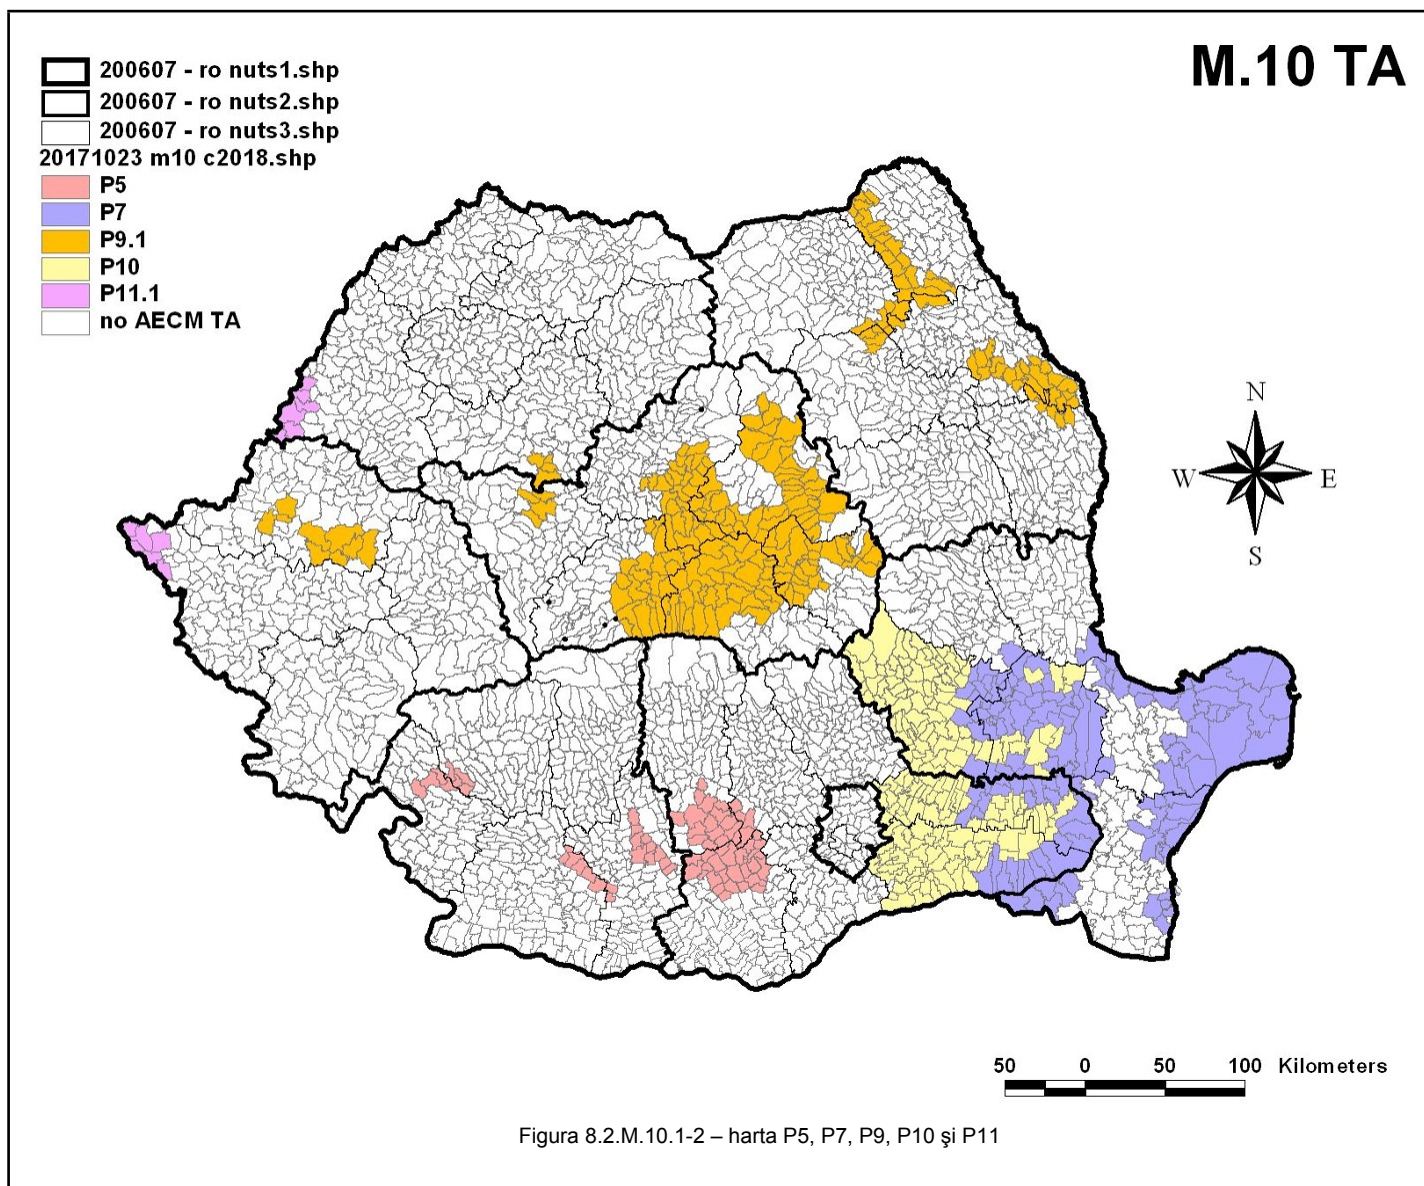 M.10 TA
200607 - ro nuts1.shp
200607 - ro nuts2.shp
200607 - ro nuts3.shp
20171023 m10 c2018.shp
P5
P7
P9.1
P10
P11.1
no AECM TA
N
W E
S
50 0 50 100 Kilometers
Figura 8.2.M.10.1-2 – harta P5, P7, P9, P10 şi P11